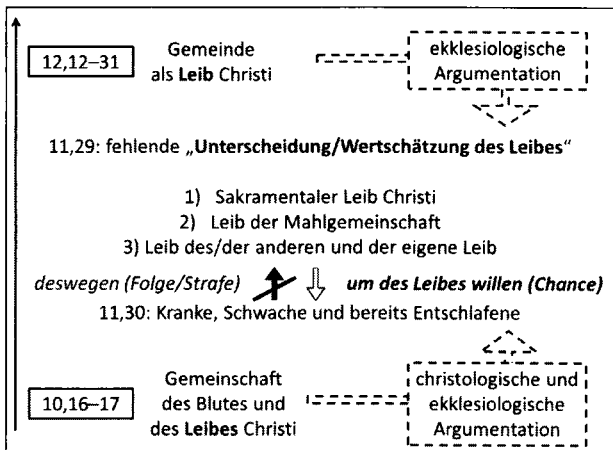 12,12–31
Gemeinde
als Leib Christi
ekklesiologische
Argumentation
11,29: fehlende „Unterscheidung/Wertschätzung des Leibes“
1) Sakramentaler Leib Christi
2) Leib der Mahlgemeinschaft
3) Leib des/der anderen und der eigene Leib
deswegen (Folge/Strafe)
um des Leibes willen (Chance)
11,30: Kranke, Schwache und bereits Entschlafene
10,16–17
Gemeinschaft
des Blutes und
des Leibes Christi
christologische und
ekklesiologische
Argumentation